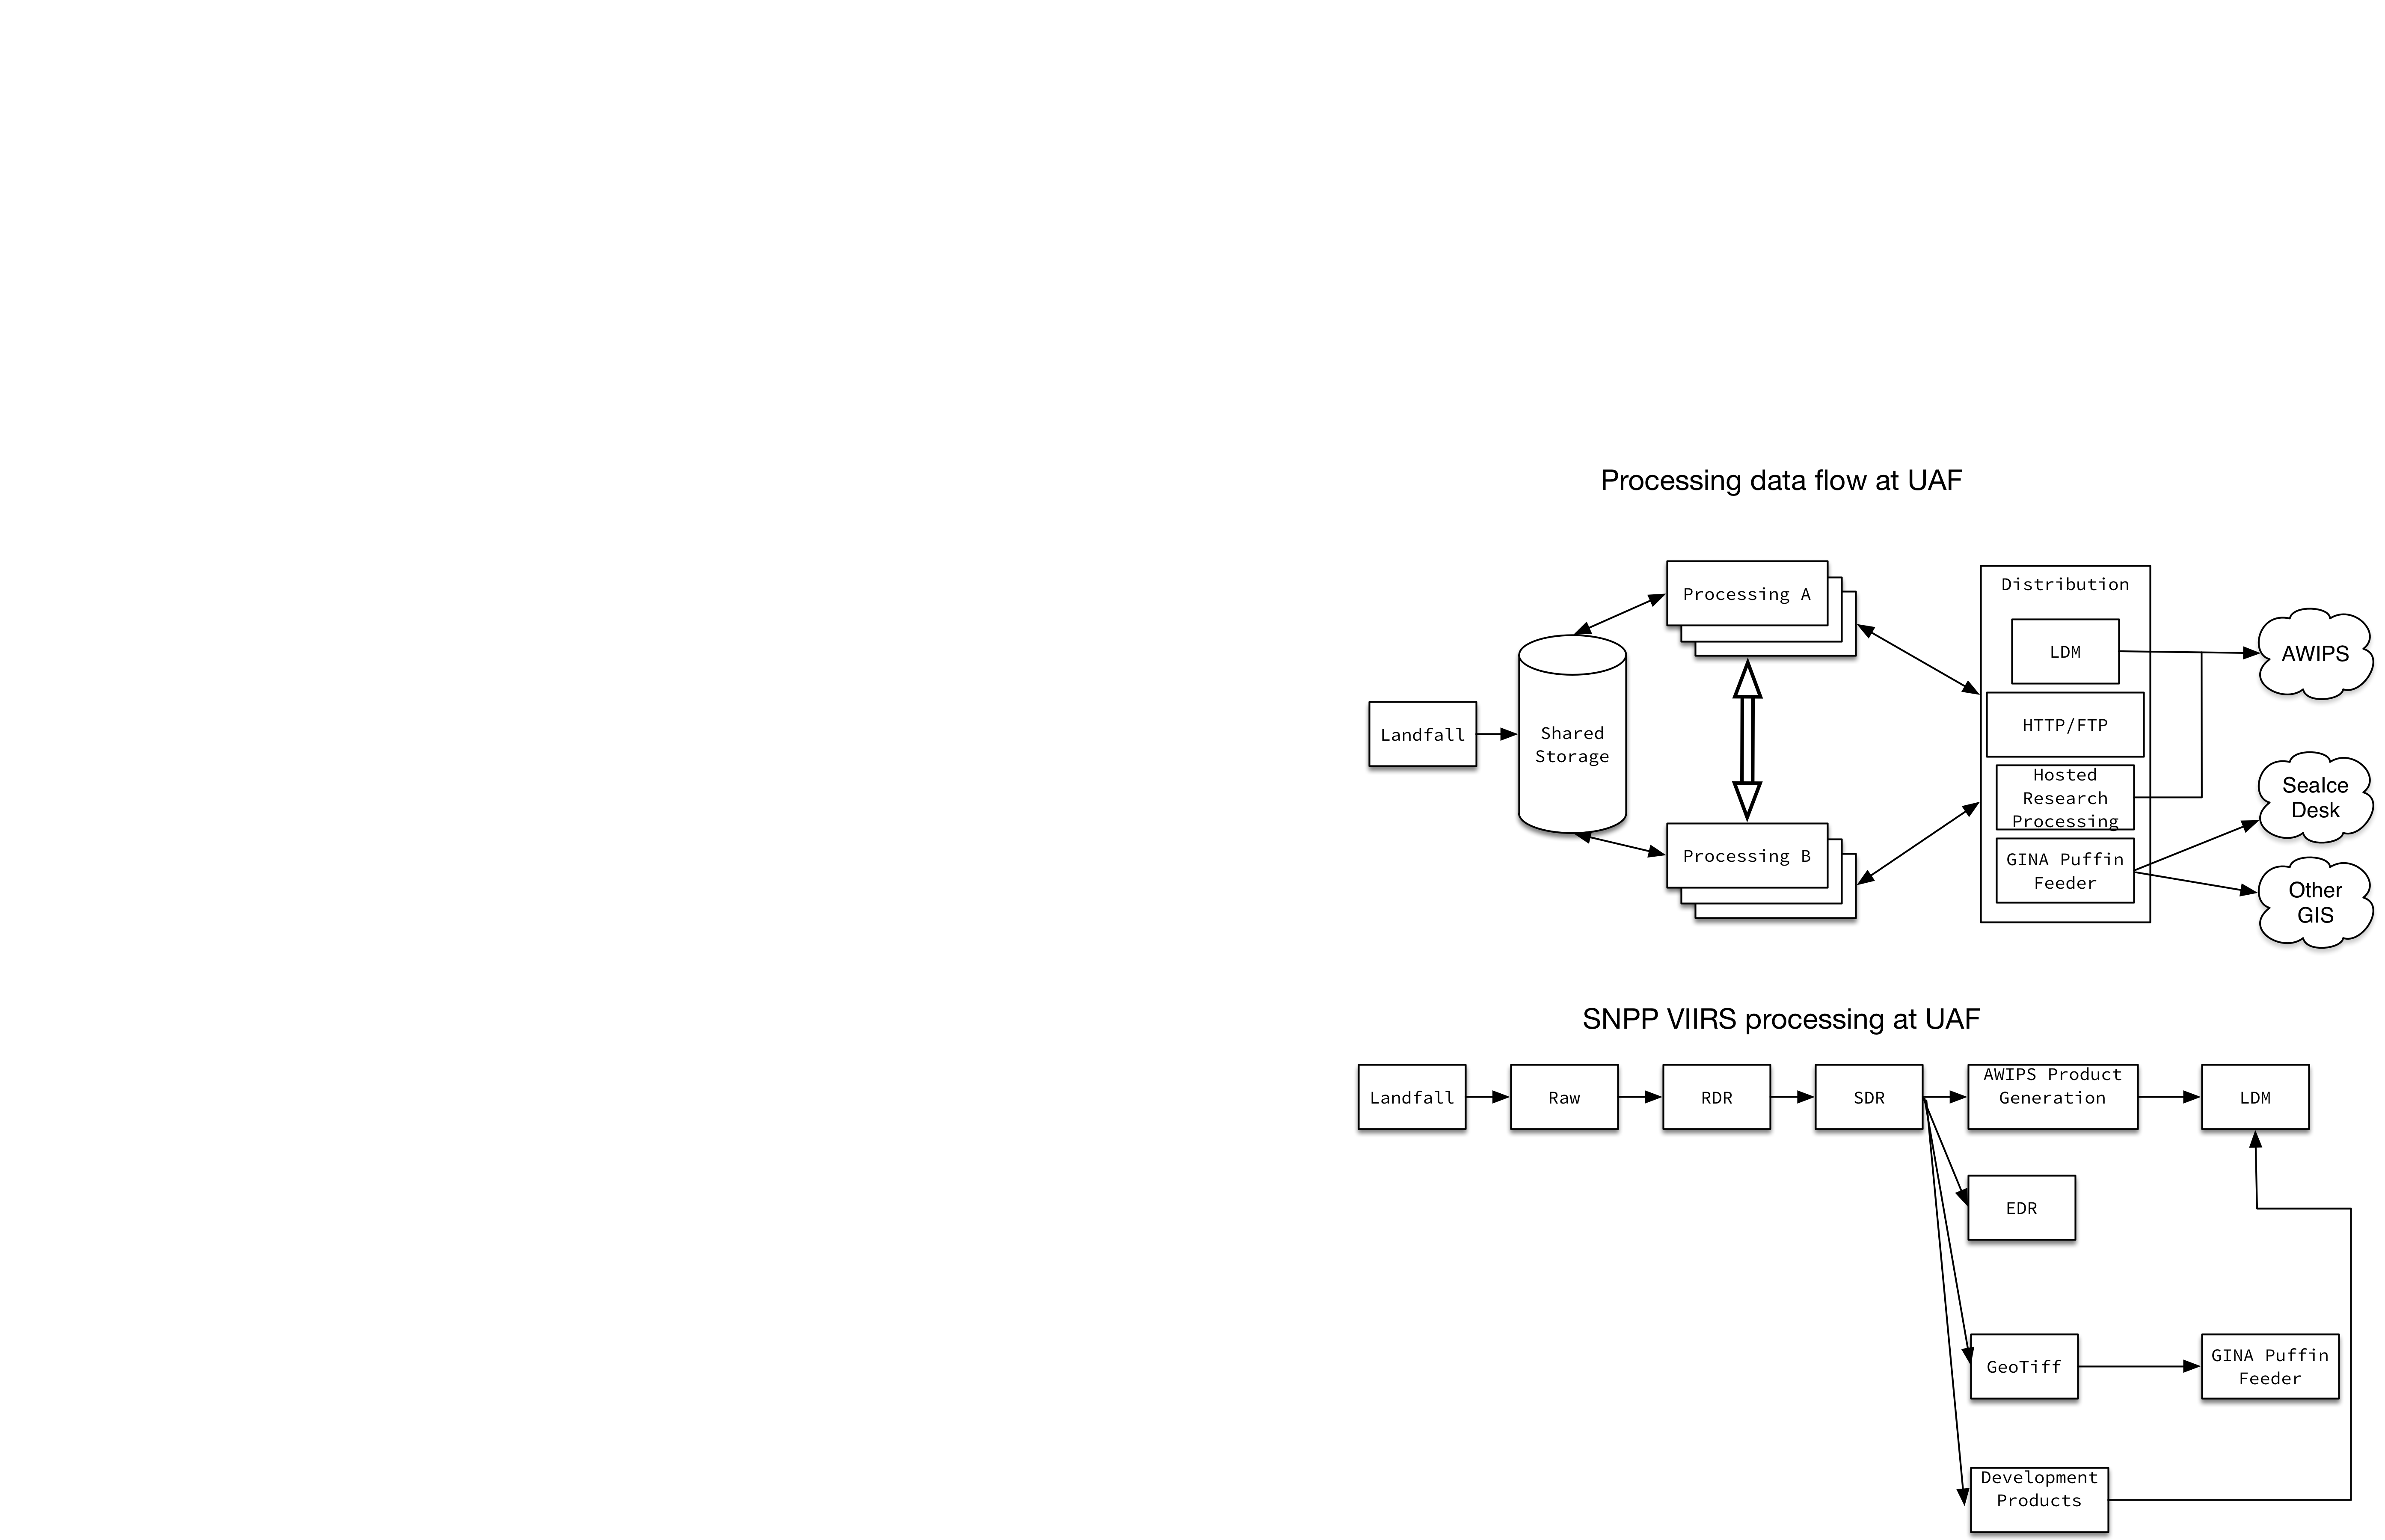 Processing data flow at UAF
Landfall
Shared
Storage
Processing A
Processing B
Distribution
LDM
HTTP/FTP
Hosted
Research
Processing
GINA Puffin
Feeder
AWIPS
SeaIce
Desk
Other
GIS
SNPP VIIRS processing at UAF
Landfall
Raw
RDR
SDR
AWIPS Product
Generation
LDM
EDR
GeoTiff
GINA Puffin
Feeder
Development
Products